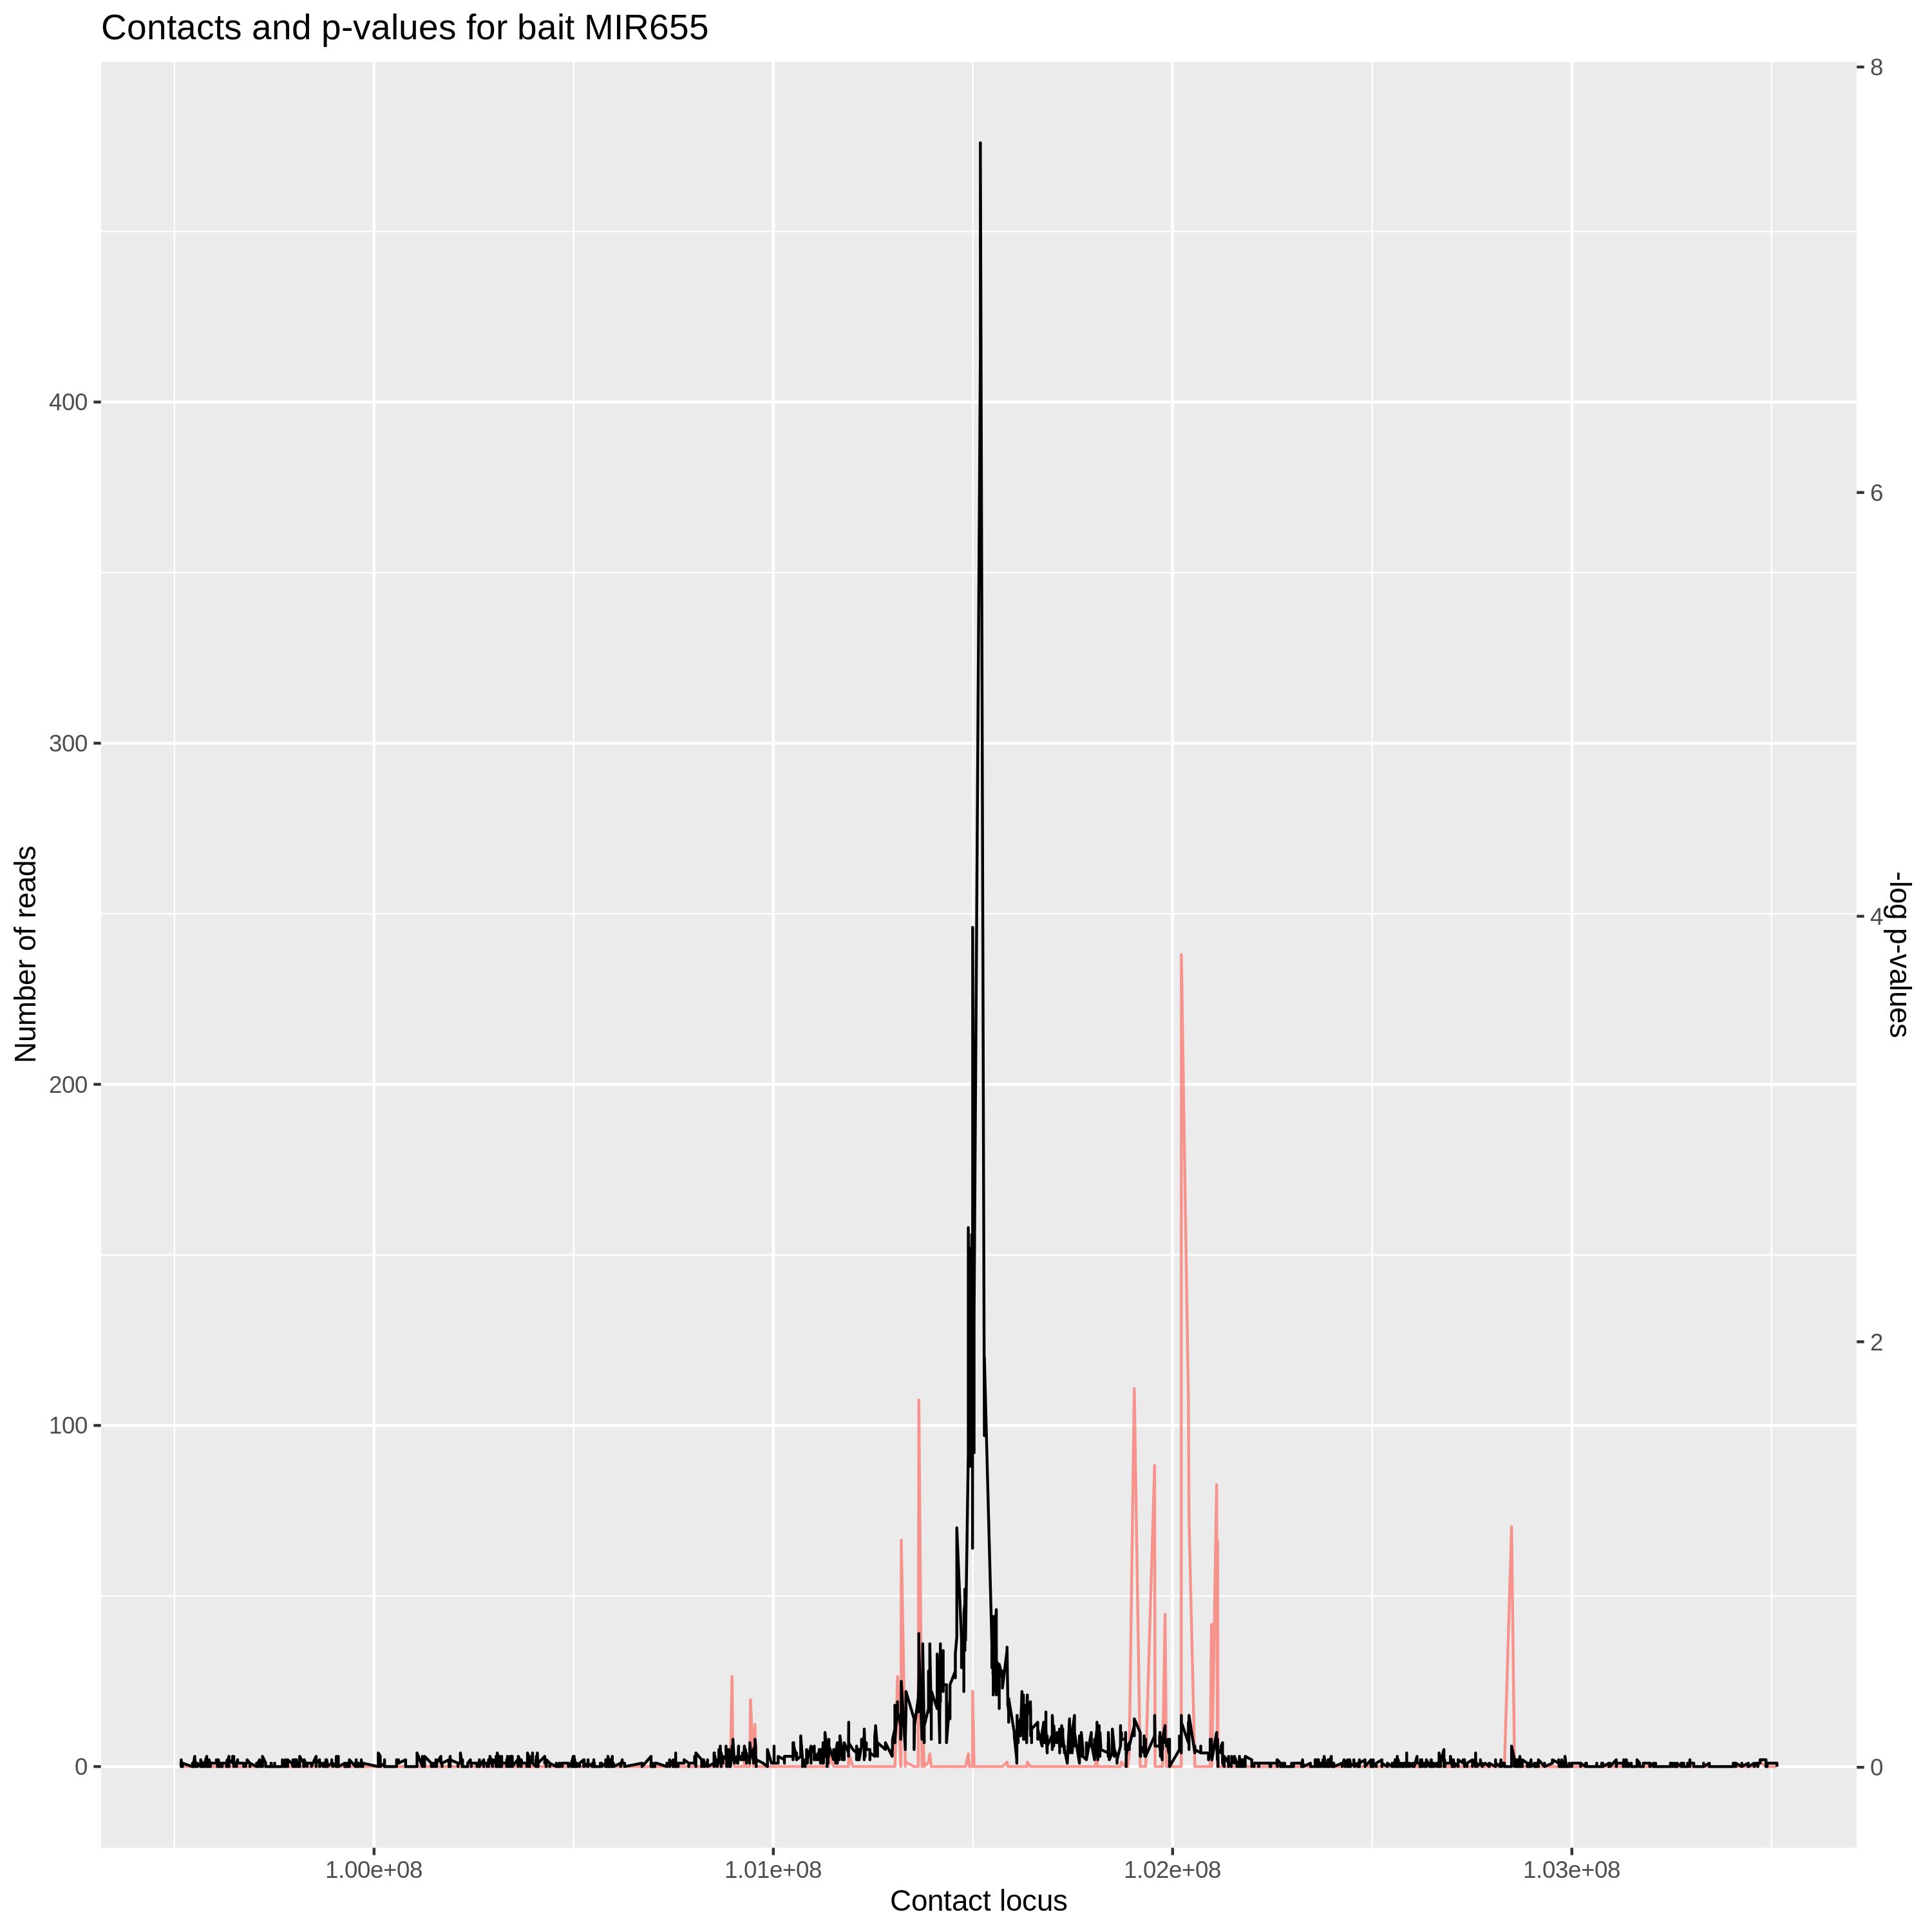 Contacts and p-values for bait MIR655
8
6
4
2
0
-log p-values
400
300
200
100
0
Number of reads
1.00e+08
1.01e+08
1.02e+08
1.03e+08
Contact locus